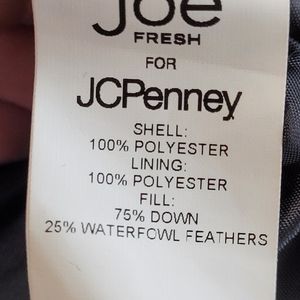 Joe
FRESH
FOR
JCPenney
SHELL:
100% POLYESTER
LINING:
100% POLYESTER
FILL:
75% DOWN
25% WATERFOWL FEATHERS